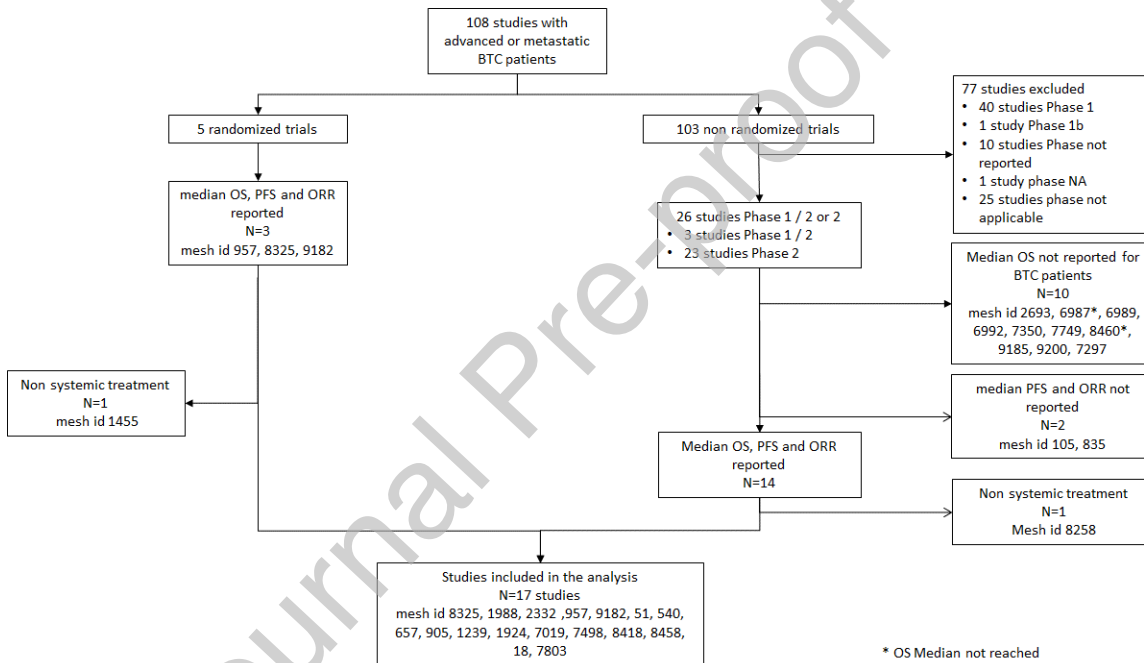 108 studies with
advanced or metastatic
BTC patients
5 randomized trials
103 non randomized trials
77 studies excluded
• 40 studies Phase 1
• 1 study Phase 1b
• 10 studies Phase not
reported
• 1 study phase NA
• 25 studies phase not
applicable
median OS, PFS and ORR
reported
N=3
mesh id 957, 8325, 9182
26 studies Phase 1 / 2 or 2
• 3 studies Phase 1 / 2
• 23 studies Phase 2
Median OS not reported for
BTC patients
N=10
mesh id 2693, 6987*, 6989,
6992, 7350, 7749, 8460*,
9185, 9200, 7297
Non systemic treatment
N=1
mesh id 1455
median PFS and ORR not
reported
N=2
mesh id 105, 835
Median OS, PFS and ORR
reported
N=14
Non systemic treatment
N=1
Mesh id 8258
Studies included in the analysis
N=17 studies
mesh id 8325, 1988, 2332 ,957, 9182, 51, 540,
657, 905, 1239, 1924, 7019, 7498, 8418, 8458,
18, 7803
* OS Median not reached
Journal Pre-proof